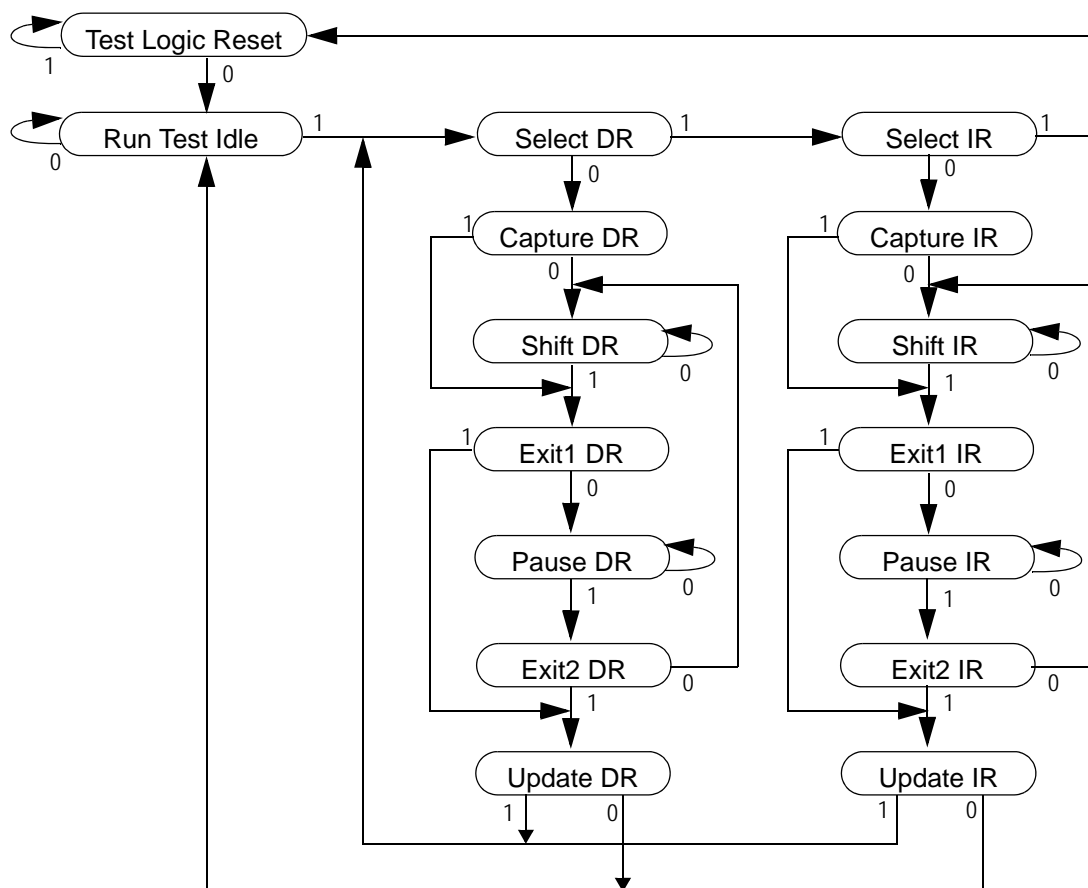 Test Logic Reset
1
0
Run Test Idle
1
0
Select DR
1
0
Select IR
1
0
1
Capture DR
0
1
Capture IR
0
Shift DR
0
1
Shift IR
0
1
1
Exit1 DR
0
1
Exit1 IR
0
Pause DR
0
1
Pause IR
0
1
Exit2 DR
0
1
Exit2 IR
0
1
Update DR
1
0
Update IR
1
0